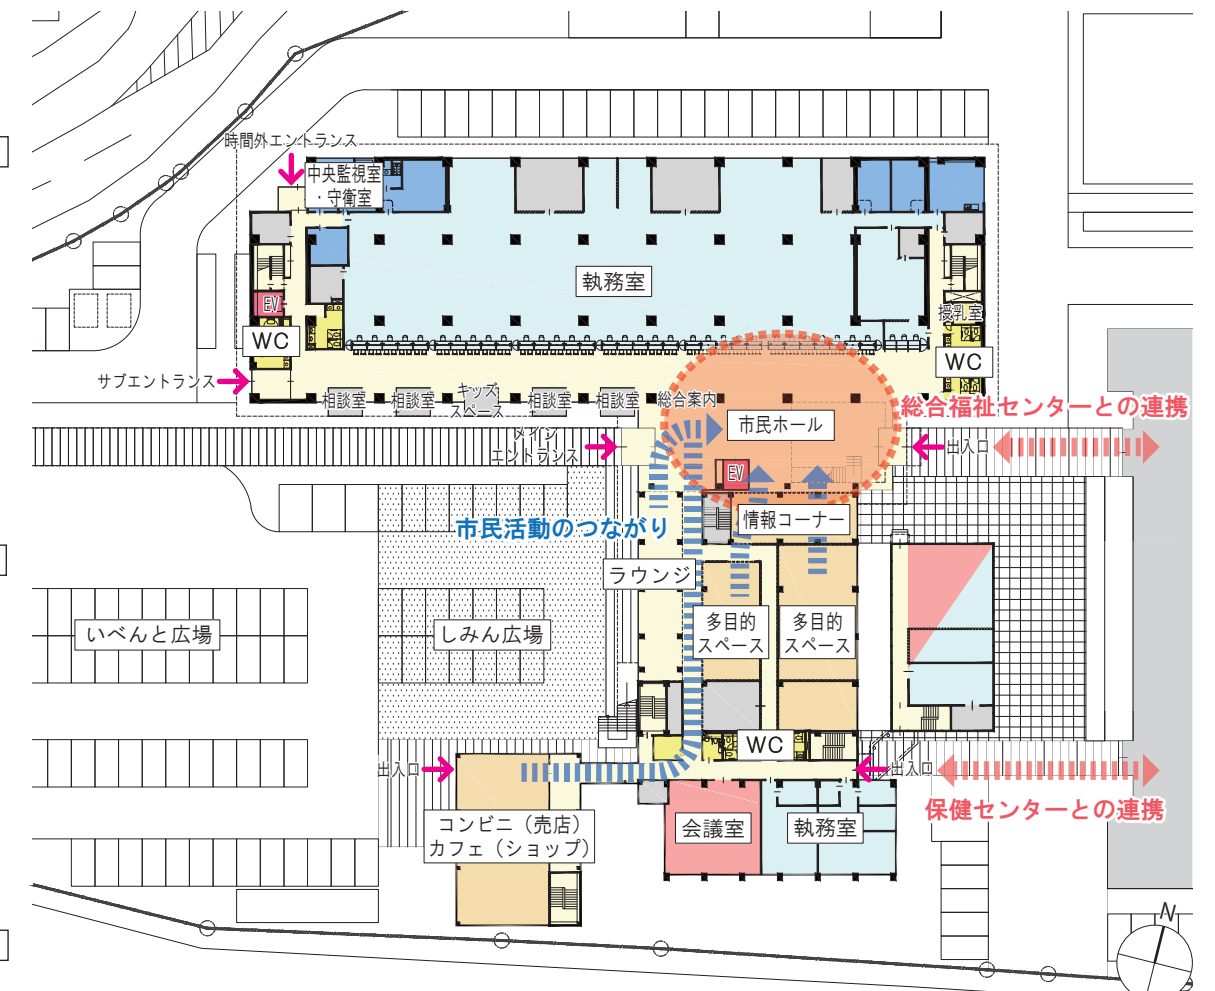 時間外エントランス
中央監視室
・守衛室
執務室
EV
WC
授乳室
WC
サブエントランス
相談室
相談室
キッズ
スペース
相談室
相談室
総合案内
市民ホール
総合福祉センターとの連携
メイン
エントランス
出入口
EV
情報コーナー
市民活動のつながり
ラウンジ
いべんと広場
しみん広場
多目的
スペース
多目的
スペース
WC
出入口
出入口
保健センターとの連携
コンビニ（売店）
カフェ（ショップ）
会議室
執務室
N